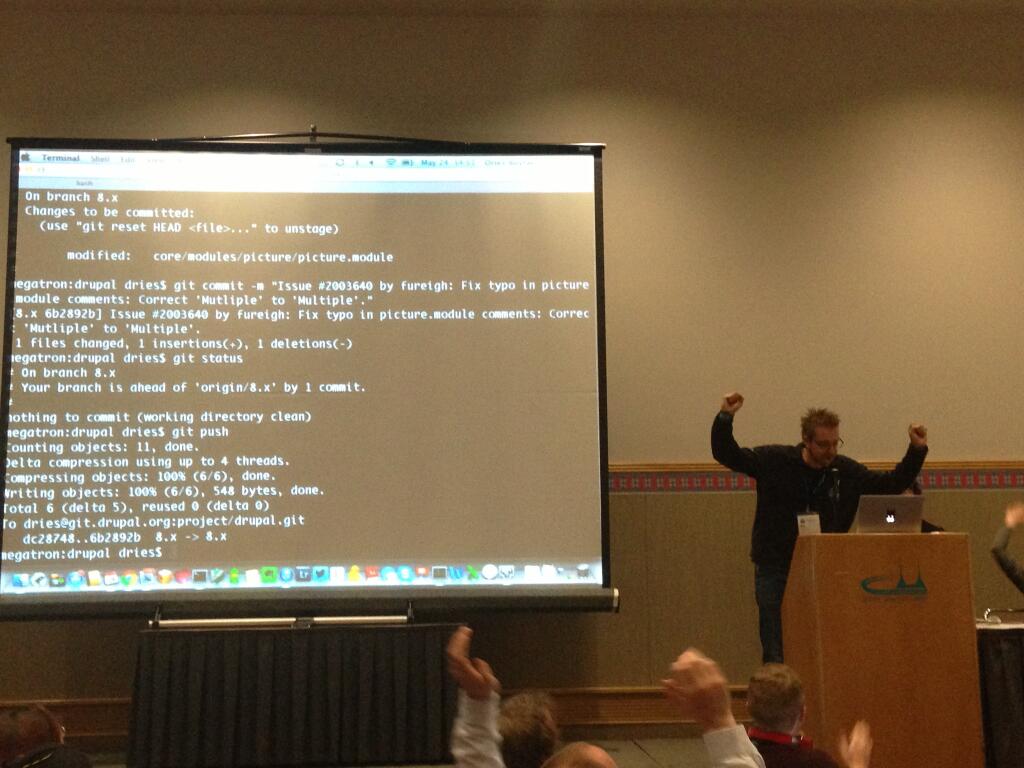 Terminal Shell Edit View
May 24 14:52
bash
On branch 8.x
Changes to be committed:
(use "git reset HEAD <file>..." to unstage)
modified: core/modules/picture/picture.module
megatron:drupal dries$ git commit -m "Issue #2003640 by fureigh: Fix typo in picture
module comments: Correct 'Mutliple' to 'Multiple'."
[8.x 6b2892b] Issue #2003640 by fureigh: Fix typo in picture.module comments: Correc
t 'Mutliple' to 'Multiple'.
1 files changed, 1 insertions(+), 1 deletions(-)
megatron:drupal dries$ git status
# On branch 8.x
# Your branch is ahead of 'origin/8.x' by 1 commit.
#
nothing to commit (working directory clean)
megatron:drupal dries$ git push
Counting objects: 11, done.
Delta compression using up to 4 threads.
Compressing objects: 100% (6/6), done.
Writing objects: 100% (6/6), 548 bytes, done.
Total 6 (delta 5), reused 0 (delta 0)
To dries@git.drupal.org:project/drupal.git
dc28748..6b2892b 8.x -> 8.x
megatron:drupal dries$